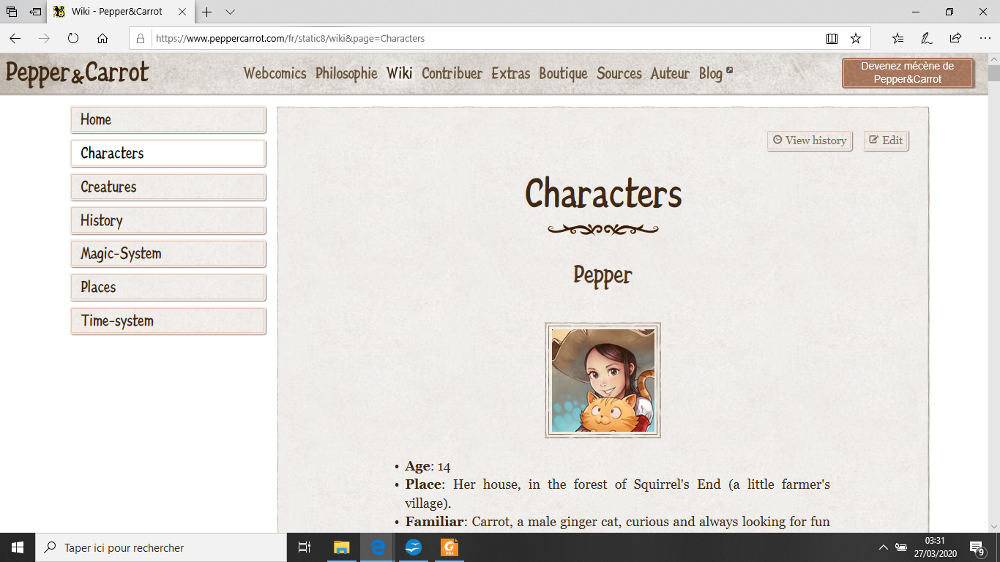 Wiki - Pepper&Carrot
https://www.peppercarrot.com/fr/static8/wiki&page=Characters
Pepper&Carrot
Webcomics Philosophie Wiki Contribuer Extras Boutique Sources Auteur Blog
Devenez mécène de
Pepper&Carrot
Home
Characters
Creatures
History
Magic-System
Places
Time-system
View history
Edit
Characters
Pepper
• Age: 14
• Place: Her house, in the forest of Squirrel's End (a little farmer's
village).
• Familiar: Carrot, a male ginger cat, curious and always looking for fun
Taper ici pour rechercher
PDF
03:31
27/03/2020
9